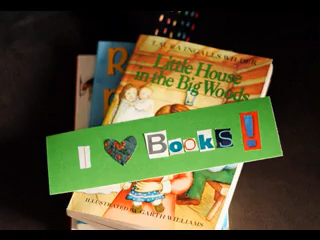 LAURA INGALLS WILDER
Little House
in the Big Woods
I ♥ Books!
ILLUSTRATED BY GARTH WILLIAMS
R